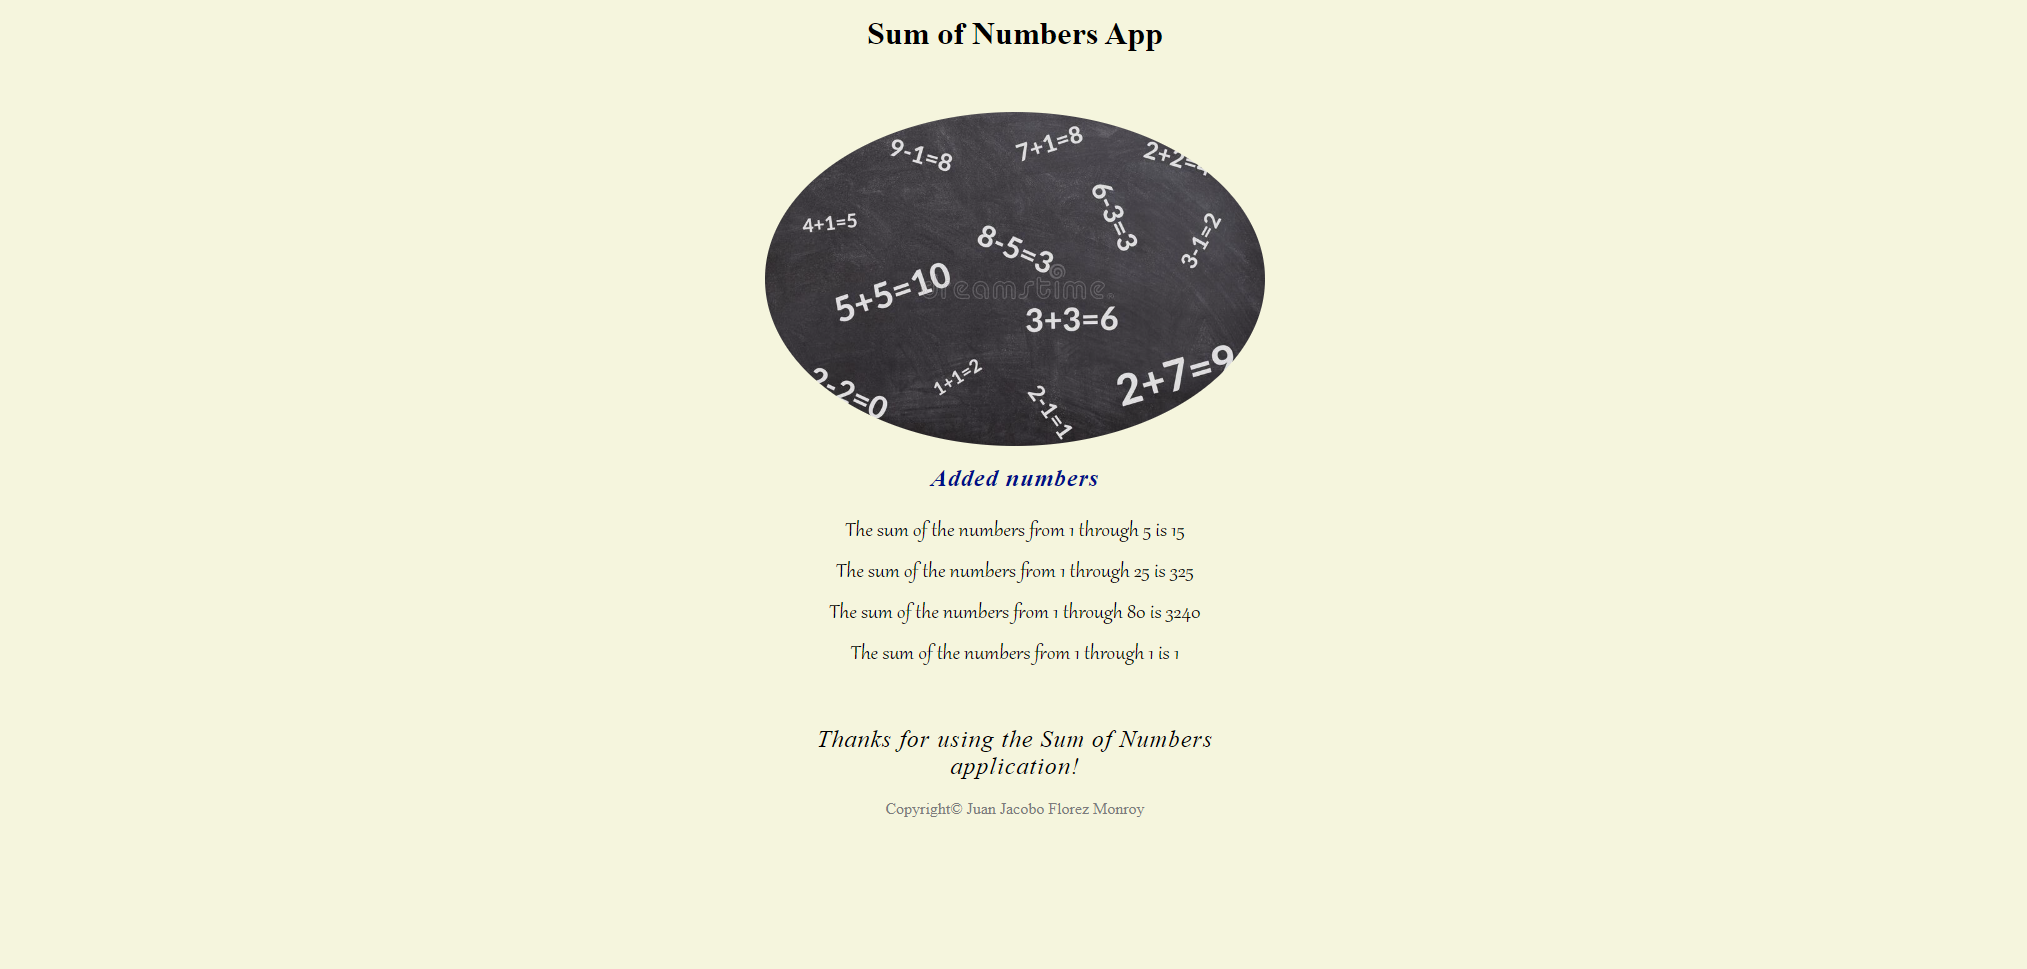 Sum of Numbers App
9-1=8
7+1=8
2+2=4
6-3=3
4+1=5
3-1=2
8-5=3
5+5=10
dreamstime
3+3=6
2+7=9
1+1=2
2-2=0
2-1=1
Added numbers
The sum of the numbers from 1 through 5 is 15
The sum of the numbers from 1 through 25 is 325
The sum of the numbers from 1 through 80 is 3240
The sum of the numbers from 1 through 1 is 1
Thanks for using the Sum of Numbers
application!
Copyright© Juan Jacobo Florez Monroy